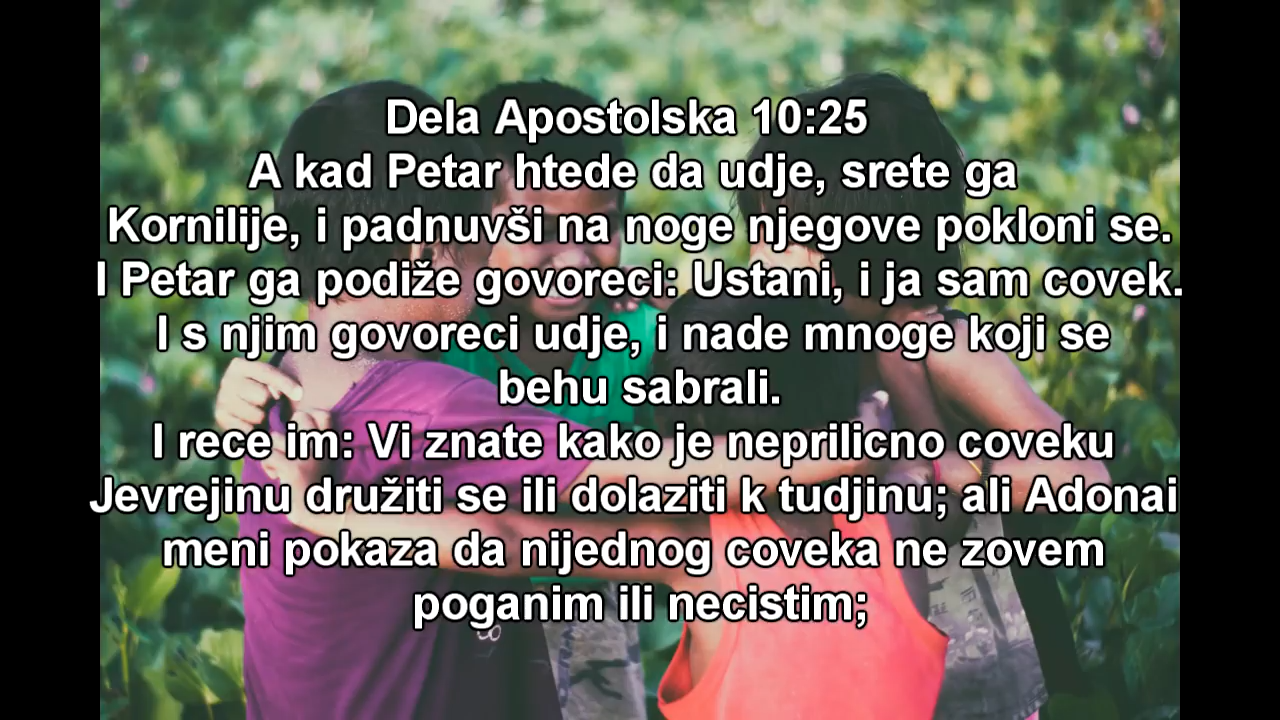 Dela Apostolska 10:25
A kad Petar htede da udje, srete ga
Kornilije, i padnuvši na noge njegove pokloni se.
I Petar ga podiže govoreci: Ustani, i ja sam covek.
I s njim govoreci udje, i nade mnoge koji se
behu sabrali.
I rece im: Vi znate kako je neprilicno coveku
Jevrejinu družiti se ili dolaziti k tudjinu; ali Adonai
meni pokaza da nijednog coveka ne zovem
poganim ili necistim;